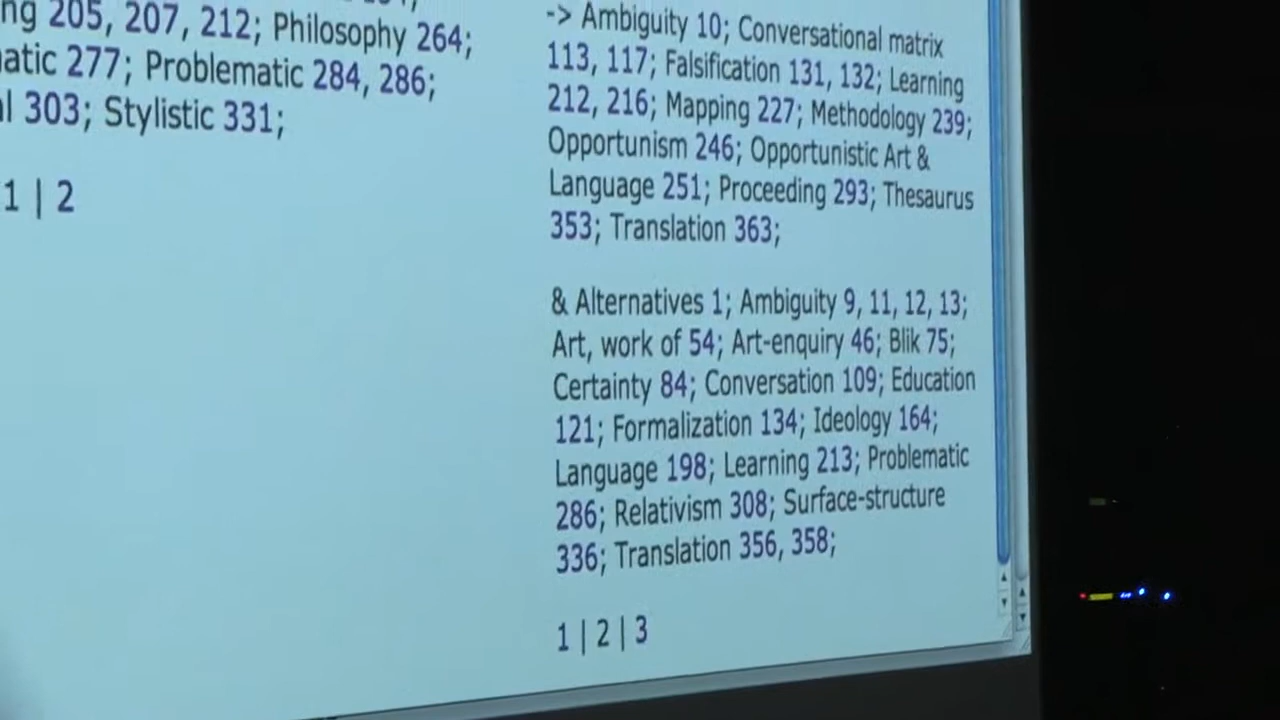 ng 205, 207, 212; Philosophy 264;
atic 277; Problematic 284, 286;
l 303; Stylistic 331;
1 | 2
-> Ambiguity 10; Conversational matrix
113, 117; Falsification 131, 132; Learning
212, 216; Mapping 227; Methodology 239;
Opportunism 246; Opportunistic Art &
Language 251; Proceeding 293; Thesaurus
353; Translation 363;
& Alternatives 1; Ambiguity 9, 11, 12, 13;
Art, work of 54; Art-enquiry 46; Blik 75;
Certainty 84; Conversation 109; Education
121; Formalization 134; Ideology 164;
Language 198; Learning 213; Problematic
286; Relativism 308; Surface-structure
336; Translation 356, 358;
1 | 2 | 3